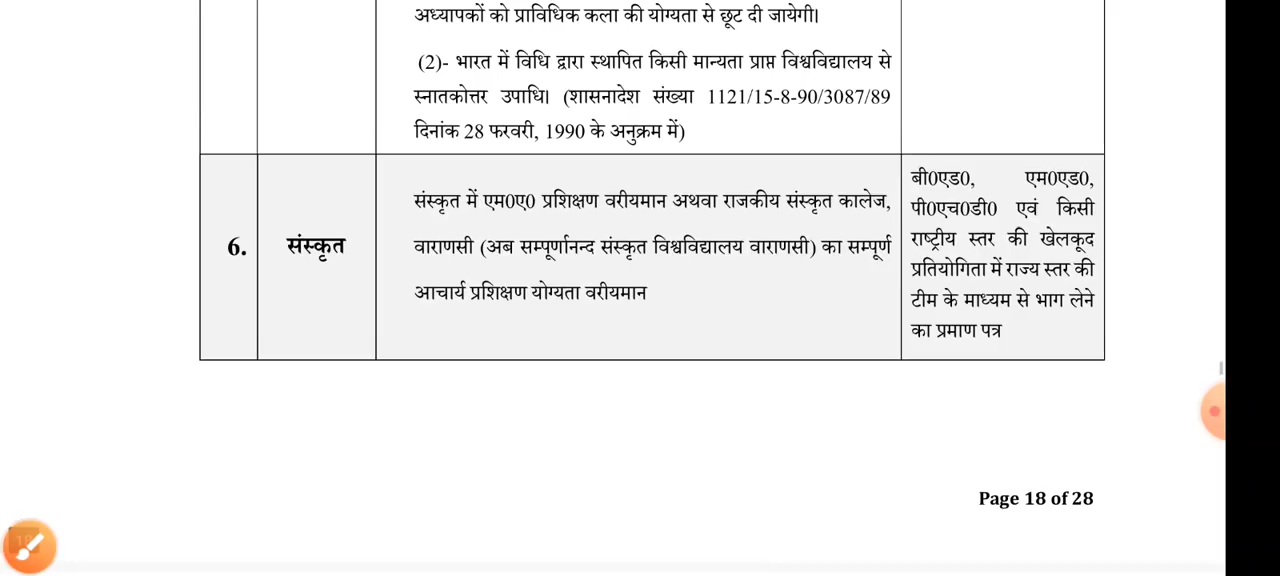 अध्यापकों को प्राविधिक कला की योग्यता से छूट दी जायेगी।
(2)- भारत में विधि द्वारा स्थापित किसी मान्यता प्राप्त विश्वविद्यालय से
स्नातकोत्तर उपाधि। (शासनादेश संख्या 1121/15-8-90/3087/89
दिनांक 28 फरवरी, 1990 के अनुक्रम में)
6.
संस्कृत
संस्कृत में एम0ए0 प्रशिक्षण वरीयमान अथवा राजकीय संस्कृत कालेज,
वाराणसी (अब सम्पूर्णानन्द संस्कृत विश्वविद्यालय वाराणसी) का सम्पूर्ण
आचार्य प्रशिक्षण योग्यता वरीयमान
बी0एड0, एम0एड0,
पी0एच0डी0 एवं किसी
राष्ट्रीय स्तर की खेलकूद
प्रतियोगिता में राज्य स्तर की
टीम के माध्यम से भाग लेने
का प्रमाण पत्र
Page 18 of 28